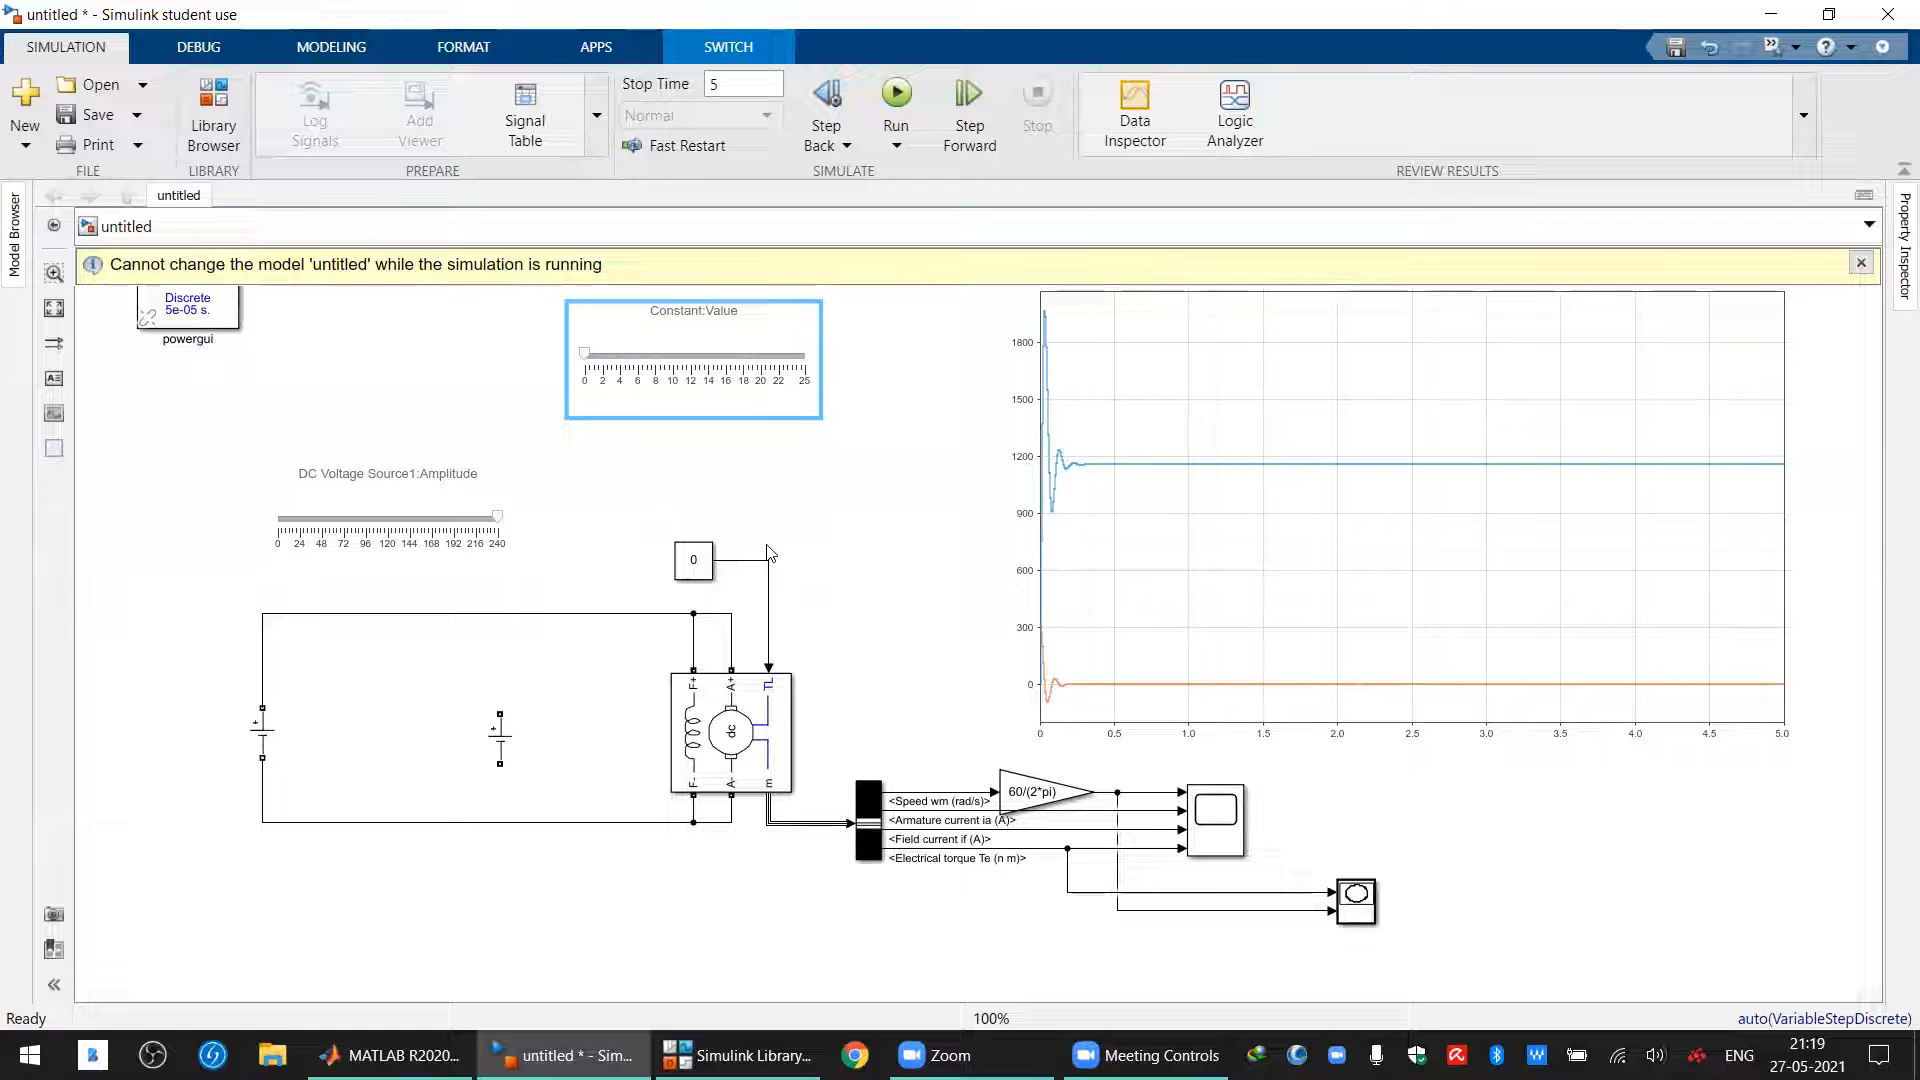 untitled * - Simulink student use
SIMULATION
DEBUG
MODELING
FORMAT
APPS
SWITCH
New
Open
Save
Print
FILE
Library
Browser
LIBRARY
Log
Signals
Add
Viewer
Signal
Table
PREPARE
Stop Time
5
Normal
Fast Restart
Step
Back
Run
Step
Forward
Stop
SIMULATE
Data
Inspector
Logic
Analyzer
REVIEW RESULTS
Model Browser
untitled
untitled
Property Inspector
Cannot change the model 'untitled' while the simulation is running
Discrete
5e-05 s.
powergui
Constant:Value
0 2 4 6 8 10 12 14 16 18 20 22 25
DC Voltage Source1:Amplitude
0 24 48 72 96 120 144 168 192 216 240
0
F+
A+
TL
dc
F-
A-
m
+
+
1800
1500
1200
900
600
300
0
0 0.5 1.0 1.5 2.0 2.5 3.0 3.5 4.0 4.5 5.0
<Speed wm (rad/s)>
60/(2*pi)
<Armature current ia (A)>
<Field current if (A)>
<Electrical torque Te (n m)>
Ready
100%
auto(VariableStepDiscrete)
MATLAB R2020...
untitled * - Sim...
Simulink Library...
Zoom
Meeting Controls
ENG
21:19
27-05-2021